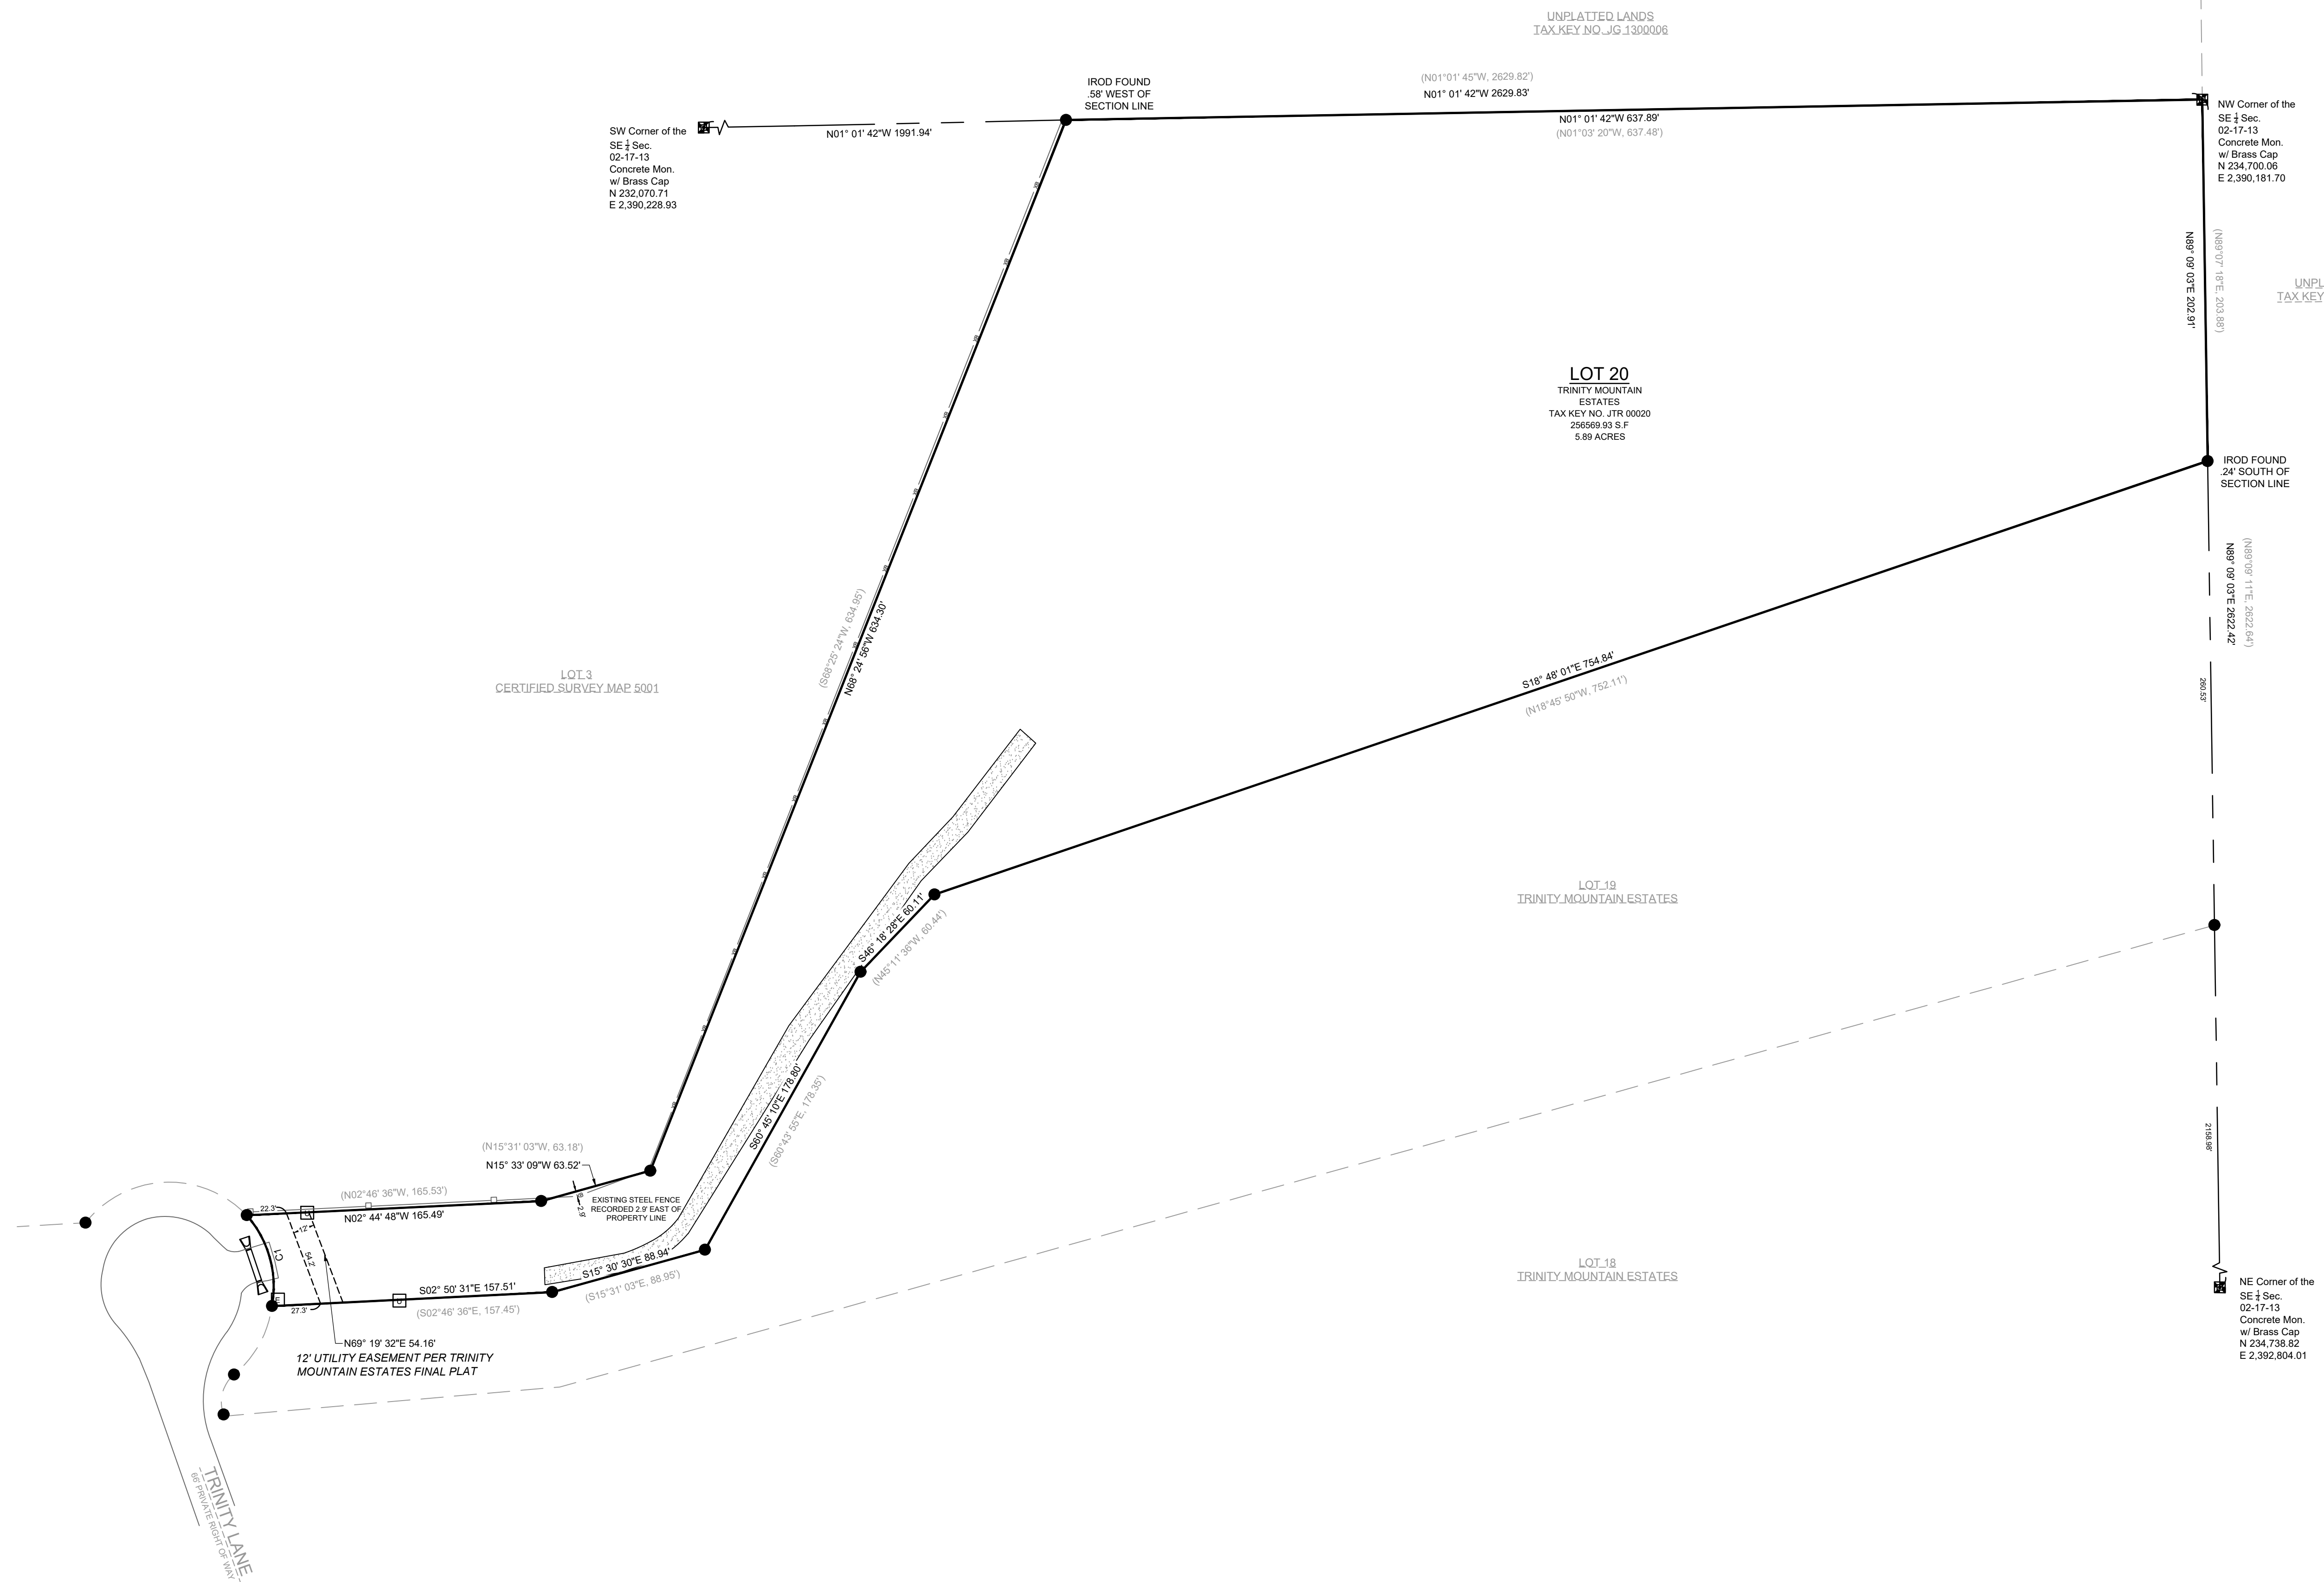 UNPLATTED LANDS
TAX KEY NO. JG 1300006
(N01°01' 45"W, 2629.82')
N01° 01' 42"W 2629.83'
IROD FOUND
.58' WEST OF
SECTION LINE
SW Corner of the
SE 1/4 Sec.
02-17-13
Concrete Mon.
w/ Brass Cap
N 232,070.71
E 2,390,228.93
N01° 01' 42"W 1991.94'
N01° 01' 42"W 637.89'
(N01°03' 20"W, 637.48')
NW Corner of the
SE 1/4 Sec.
02-17-13
Concrete Mon.
w/ Brass Cap
N 234,700.06
E 2,390,181.70
N89° 09' 03"E 202.91'
(N89°07' 18"E, 203.88')
UNPL
TAX KEY
LOT 20
TRINITY MOUNTAIN
ESTATES
TAX KEY NO. JTR 00020
256569.93 S.F
5.89 ACRES
IROD FOUND
.24' SOUTH OF
SECTION LINE
N89° 09' 03"E 2622.42'
(N89°09' 11"E, 2622.64')
260.53'
(S68°25' 24"W, 634.95')
N68° 24' 56"W 634.30'
LOT 3
CERTIFIED SURVEY MAP 5001
S18° 48' 01"E 754.84'
(N18°45' 50"W, 752.11')
LOT 19
TRINITY MOUNTAIN ESTATES
S46° 18' 28"E 60.11'
(N45°11' 36"W, 60.44')
S60° 45' 10"E 178.80'
(S60°43' 55"E, 178.35')
2158.98'
(N15°31' 03"W, 63.18')
N15° 33' 09"W 63.52'
(N02°46' 36"W, 165.53')
N02° 44' 48"W 165.49'
2.9'
EXISTING STEEL FENCE
RECORDED 2.9' EAST OF
PROPERTY LINE
22.3'
12'
54.2'
C1
27.3'
E
S15° 30' 30"E 88.94'
(S15°31' 03"E, 88.95')
S02° 50' 31"E 157.51'
(S02°46' 36"E, 157.45')
LOT 18
TRINITY MOUNTAIN ESTATES
NE Corner of the
SE 1/4 Sec.
02-17-13
Concrete Mon.
w/ Brass Cap
N 234,738.82
E 2,392,804.01
N69° 19' 32"E 54.16'
12' UTILITY EASEMENT PER TRINITY
MOUNTAIN ESTATES FINAL PLAT
TRINITY LANE
66' PRIVATE RIGHT OF WAY